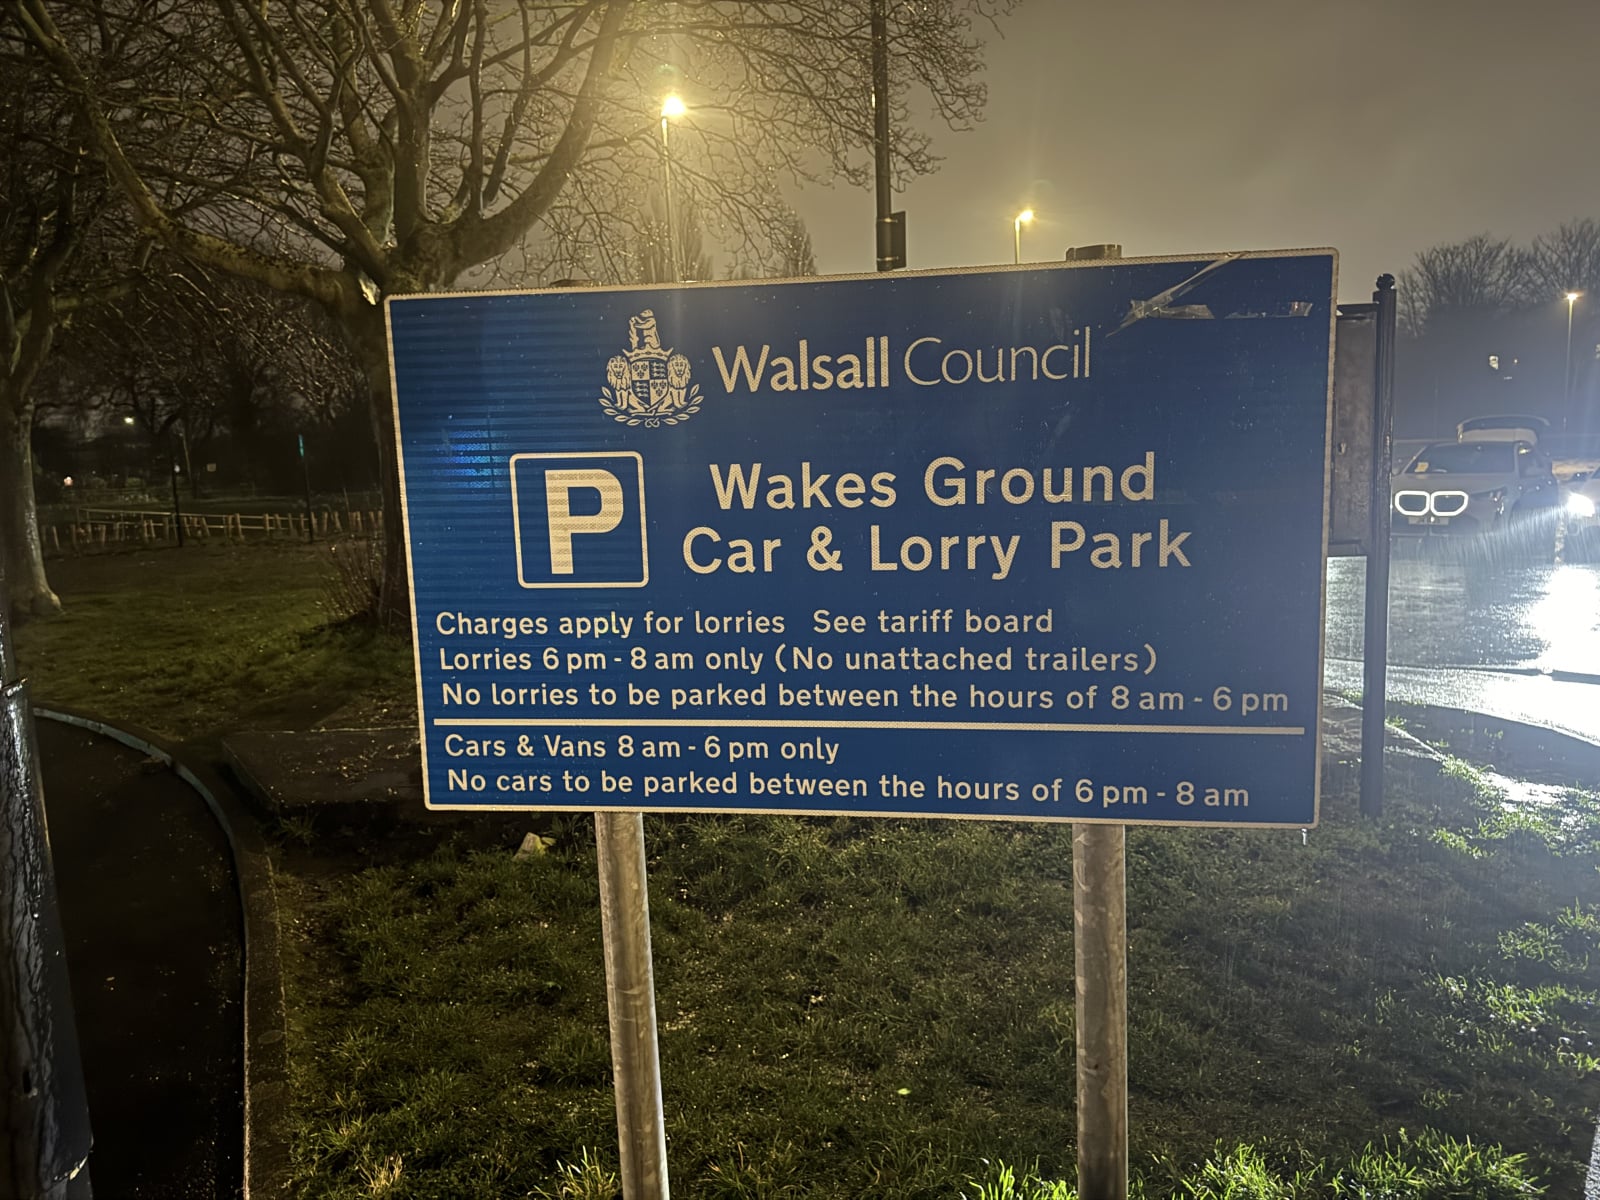 Walsall Council
P
Wakes Ground
Car & Lorry Park
Charges apply for lorries See tariff board
Lorries 6 pm - 8 am only (No unattached trailers)
No lorries to be parked between the hours of 8 am - 6 pm
Cars & Vans 8 am - 6 pm only
No cars to be parked between the hours of 6 pm - 8 am